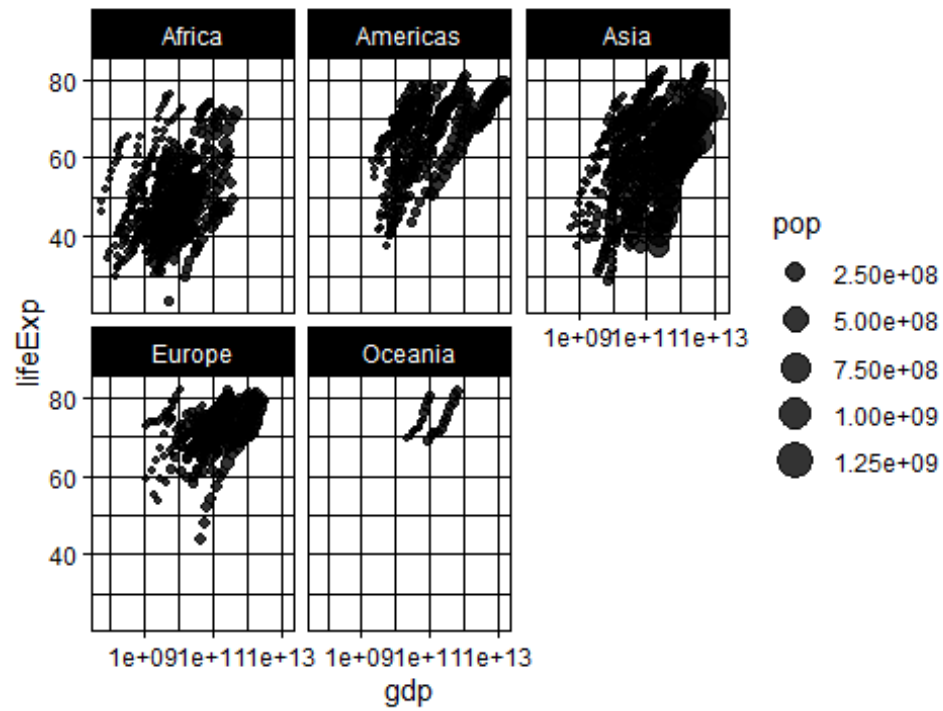 Africa Americas Asia
80
60
40
lifeExp
1e+091e+111e+13
Europe Oceania
80
60
40
1e+091e+111e+13 1e+091e+111e+13
gdp
pop
2.50e+08
5.00e+08
7.50e+08
1.00e+09
1.25e+09